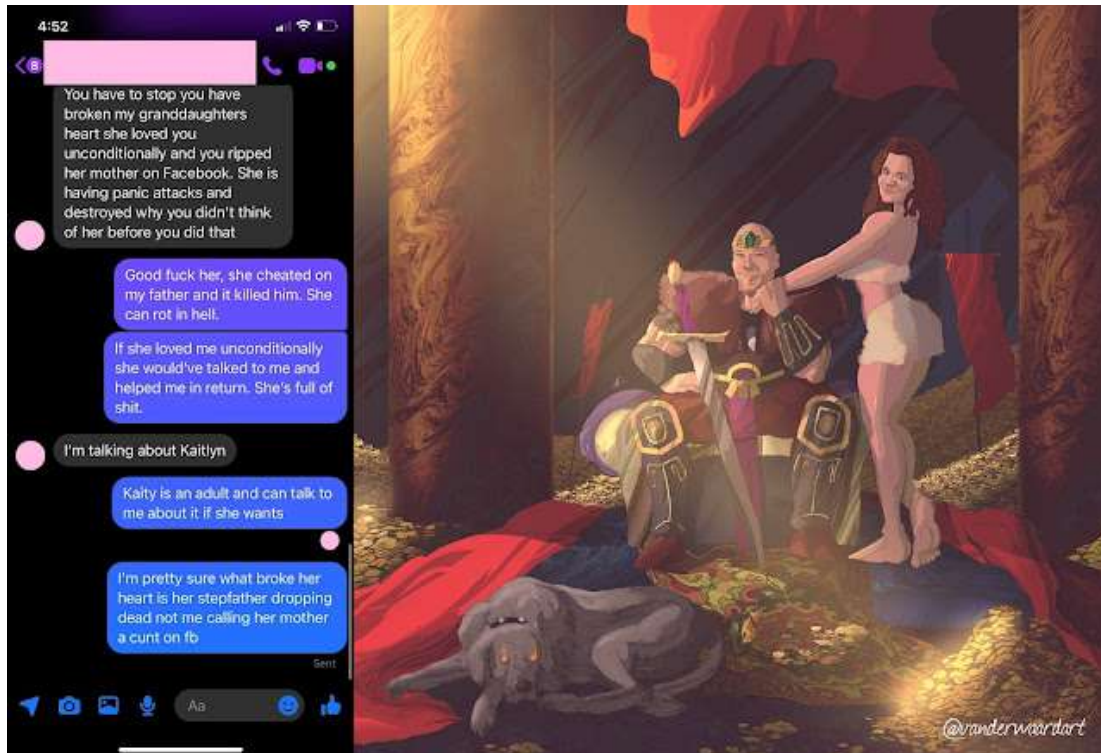 4:52
B
You have to stop you have
broken my granddaughters
heart she loved you
unconditionally and you ripped
her mother on Facebook. She is
having panic attacks and
destroyed why you didn't think
of her before you did that
Good fuck her, she cheated on
my father and it killed him. She
can rot in hell.
If she loved me unconditionally
she would've talked to me and
helped me in return. She's full of
shit.
I'm talking about Kaitlyn
Kaity is an adult and can talk to
me about it if she wants
I'm pretty sure what broke her
heart is her stepfather dropping
dead not me calling her mother
a cunt on fb
Sent
Aa
@vanderwaardart